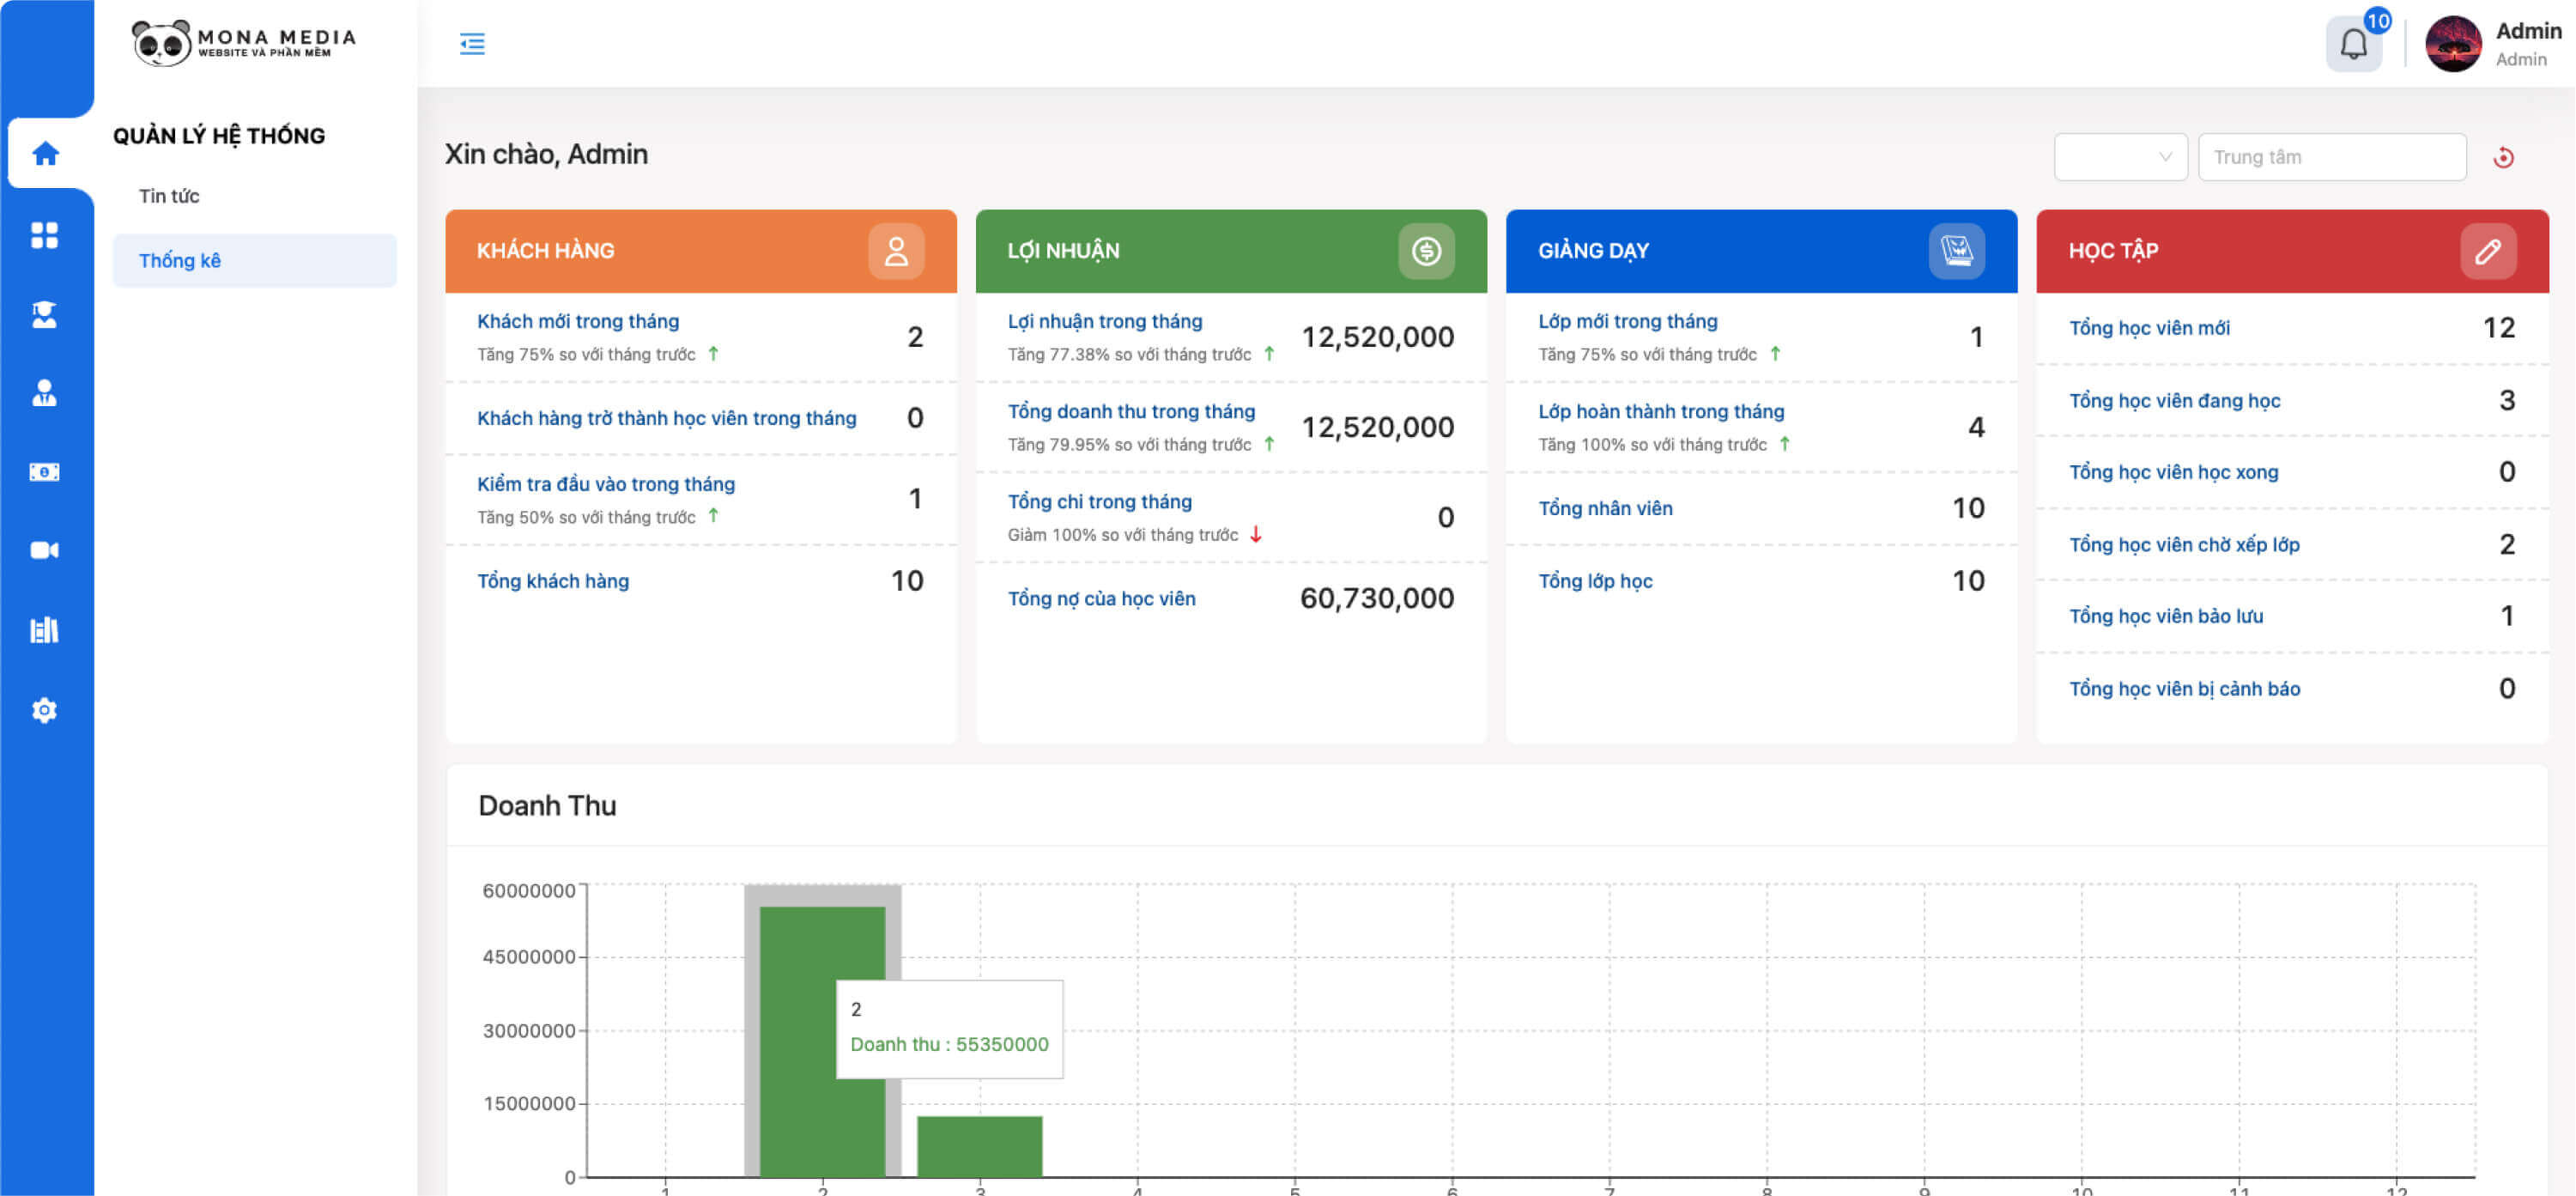 MONA MEDIA
WEBSITE VÀ PHẦN MỀM
10
Admin
Admin
QUẢN LÝ HỆ THỐNG
Tin tức
Thống kê
Xin chào, Admin
Trung tâm
KHÁCH HÀNG
Khách mới trong tháng
2
Tăng 75% so với tháng trước ↑
Khách hàng trở thành học viên trong tháng
0
Kiểm tra đầu vào trong tháng
1
Tăng 50% so với tháng trước ↑
Tổng khách hàng
10
LỢI NHUẬN
Lợi nhuận trong tháng
12,520,000
Tăng 77.38% so với tháng trước ↑
Tổng doanh thu trong tháng
12,520,000
Tăng 79.95% so với tháng trước ↑
Tổng chi trong tháng
0
Giảm 100% so với tháng trước ↓
Tổng nợ của học viên
60,730,000
GIẢNG DẠY
Lớp mới trong tháng
1
Tăng 75% so với tháng trước ↑
Lớp hoàn thành trong tháng
4
Tăng 100% so với tháng trước ↑
Tổng nhân viên
10
Tổng lớp học
10
HỌC TẬP
Tổng học viên mới
12
Tổng học viên đang học
3
Tổng học viên học xong
0
Tổng học viên chờ xếp lớp
2
Tổng học viên bảo lưu
1
Tổng học viên bị cảnh báo
0
Doanh Thu
60000000
45000000
30000000
15000000
0
2
Doanh thu : 55350000
1 2 3 4 5 6 7 8 9 10 11 12